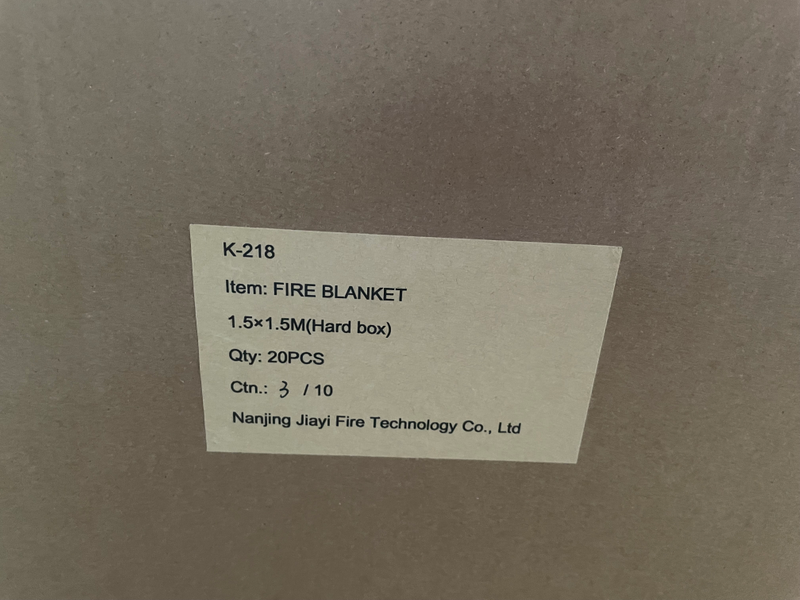 K-218
Item: FIRE BLANKET
1.5×1.5M(Hard box)
Qty: 20PCS
Ctn.: 3 / 10
Nanjing Jiayi Fire Technology Co., Ltd